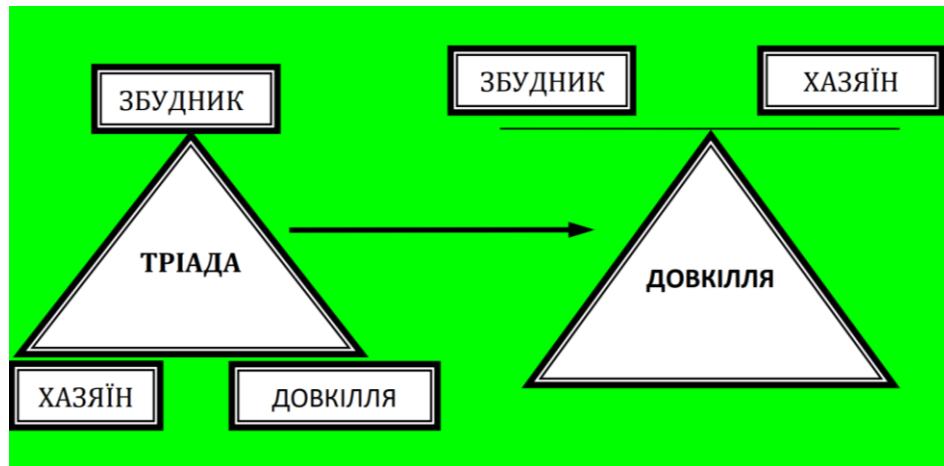 ЗБУДНИК
ТРІАДА
ХАЗЯЇН
ДОВКІЛЛЯ
ЗБУДНИК
ХАЗЯЇН
ДОВКІЛЛЯ